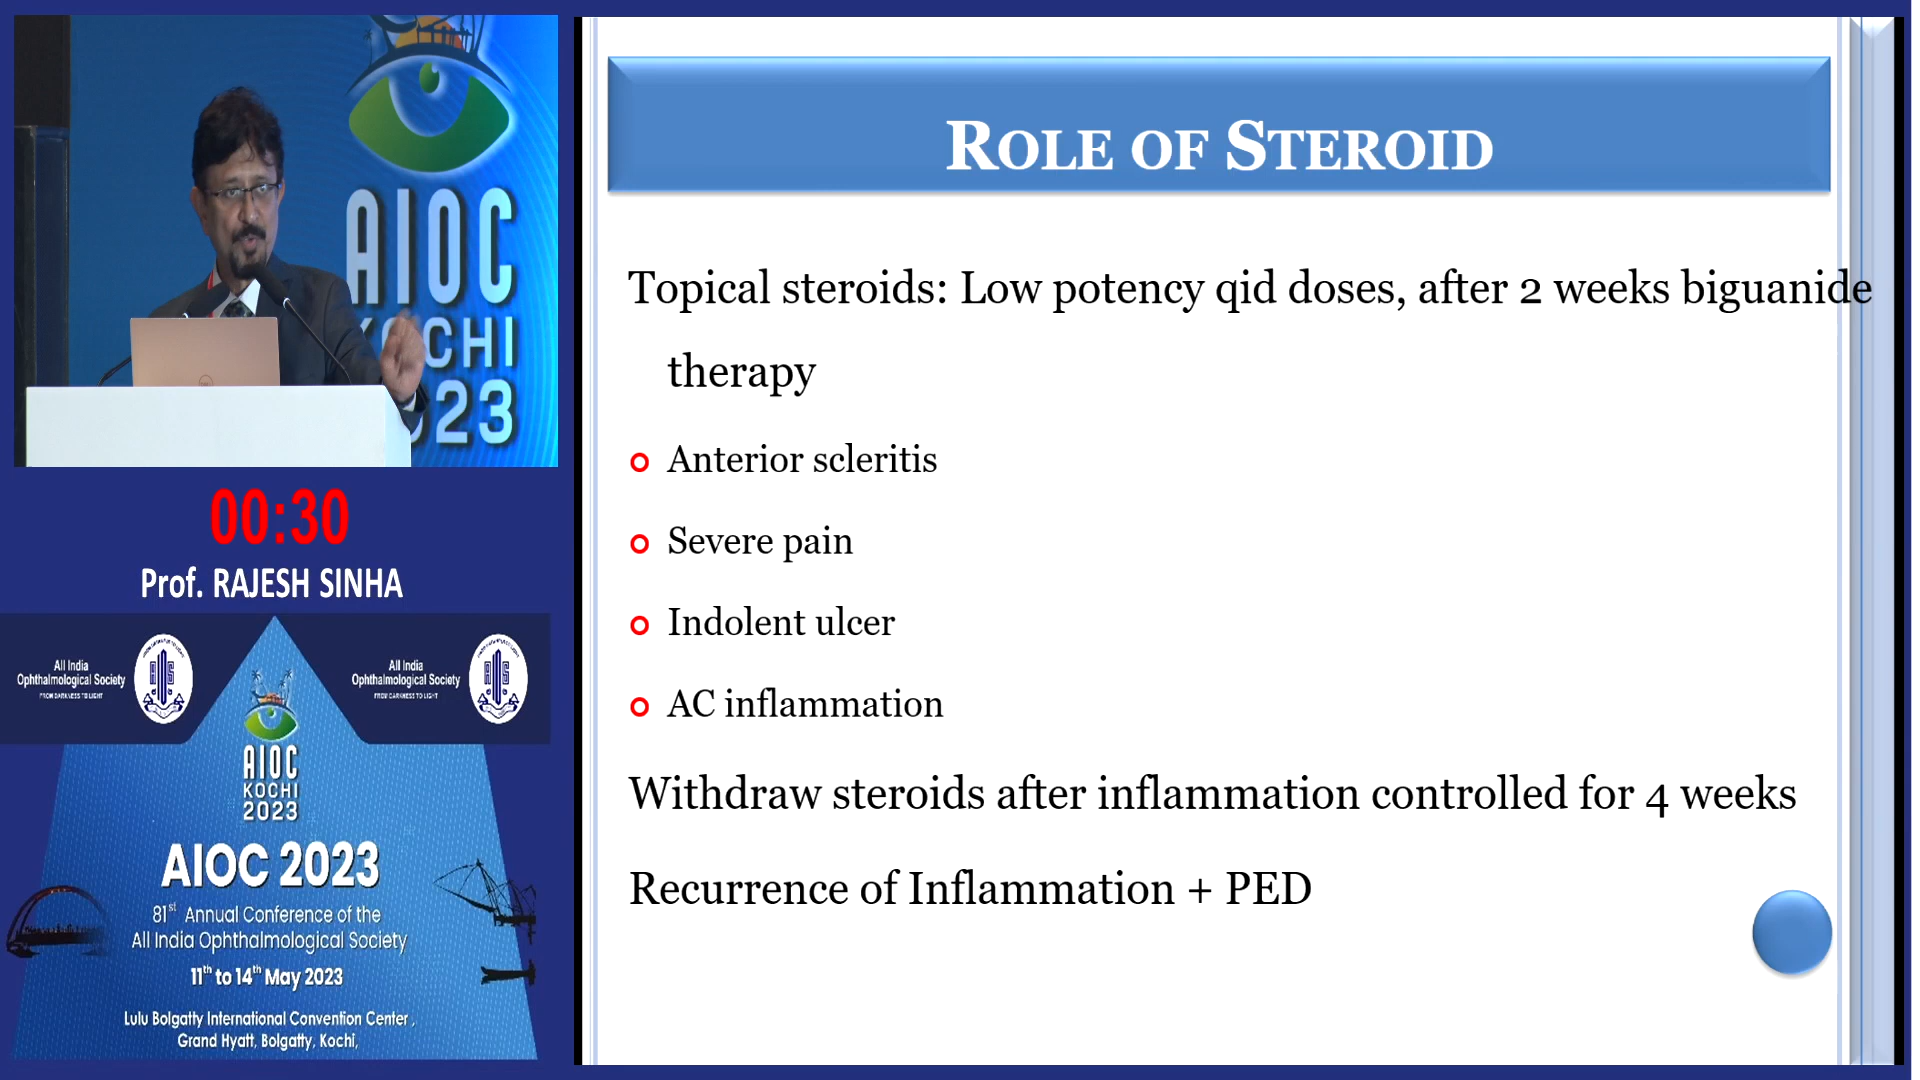 AIOC
KOCHI
2023
00:30
Prof. RAJESH SINHA
All India
Ophthalmological Society
FROM DARKNESS TO LIGHT
All India
Ophthalmological Society
FROM DARKNESS TO LIGHT
AIOC
KOCHI
2023
AIOC 2023
81st Annual Conference of the
All India Ophthalmological Society
11th to 14th May 2023
Lulu Bolgatty International Convention Center ,
Grand Hyatt, Bolgatty, Kochi,
ROLE OF STEROID
Topical steroids: Low potency qid doses, after 2 weeks biguanide
therapy
Anterior scleritis
Severe pain
Indolent ulcer
AC inflammation
Withdraw steroids after inflammation controlled for 4 weeks
Recurrence of Inflammation + PED